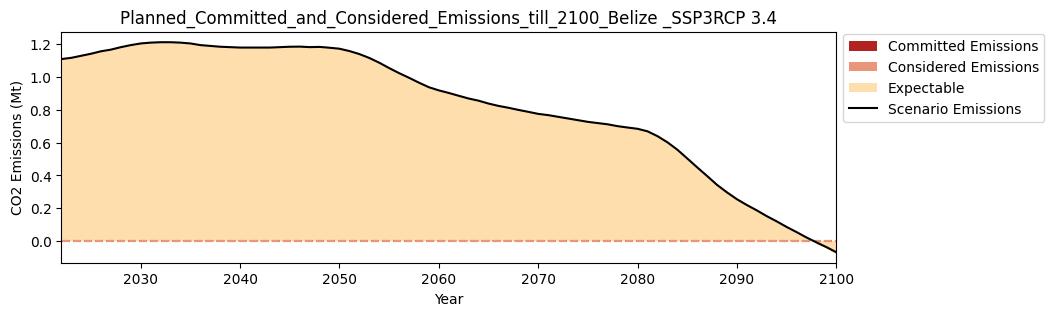 Planned_Committed_and_Considered_Emissions_till_2100_Belize _SSP3RCP 3.4
CO2 Emissions (Mt)
1.2
1.0
0.8
0.6
0.4
0.2
0.0
2030 2040 2050 2060 2070 2080 2090 2100
Year
Committed Emissions
Considered Emissions
Expectable
Scenario Emissions